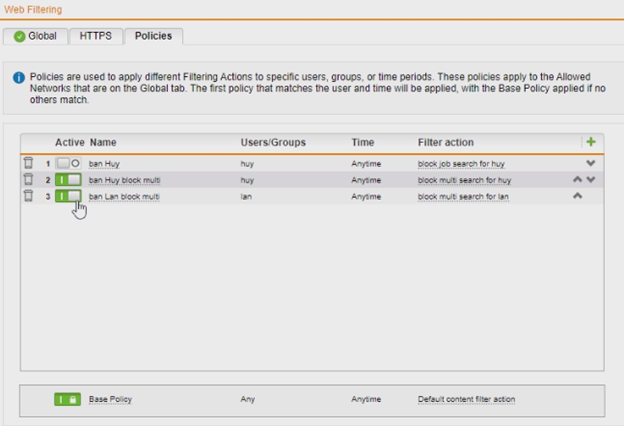 Web Filtering
Global HTTPS Policies
Policies are used to apply different Filtering Actions to specific users, groups, or time periods. These policies apply to the Allowed
Networks that are on the Global tab. The first policy that matches the user and time will be applied, with the Base Policy applied if no
others match.
Active Name Users/Groups Time Filter action
1 ban Huy huy Anytime block job search for huy
2 ban Huy block multi huy Anytime block multi search for huy
3 ban Lan block multi lan Anytime block multi search for lan
Base Policy Any Anytime Default content filter action